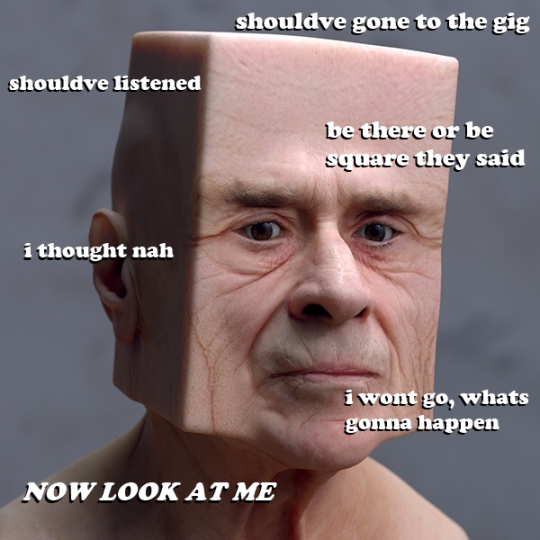 shouldve gone to the gig
shouldve listened
be there or be
square they said
i thought nah
i wont go, whats
gonna happen
NOW LOOK AT ME